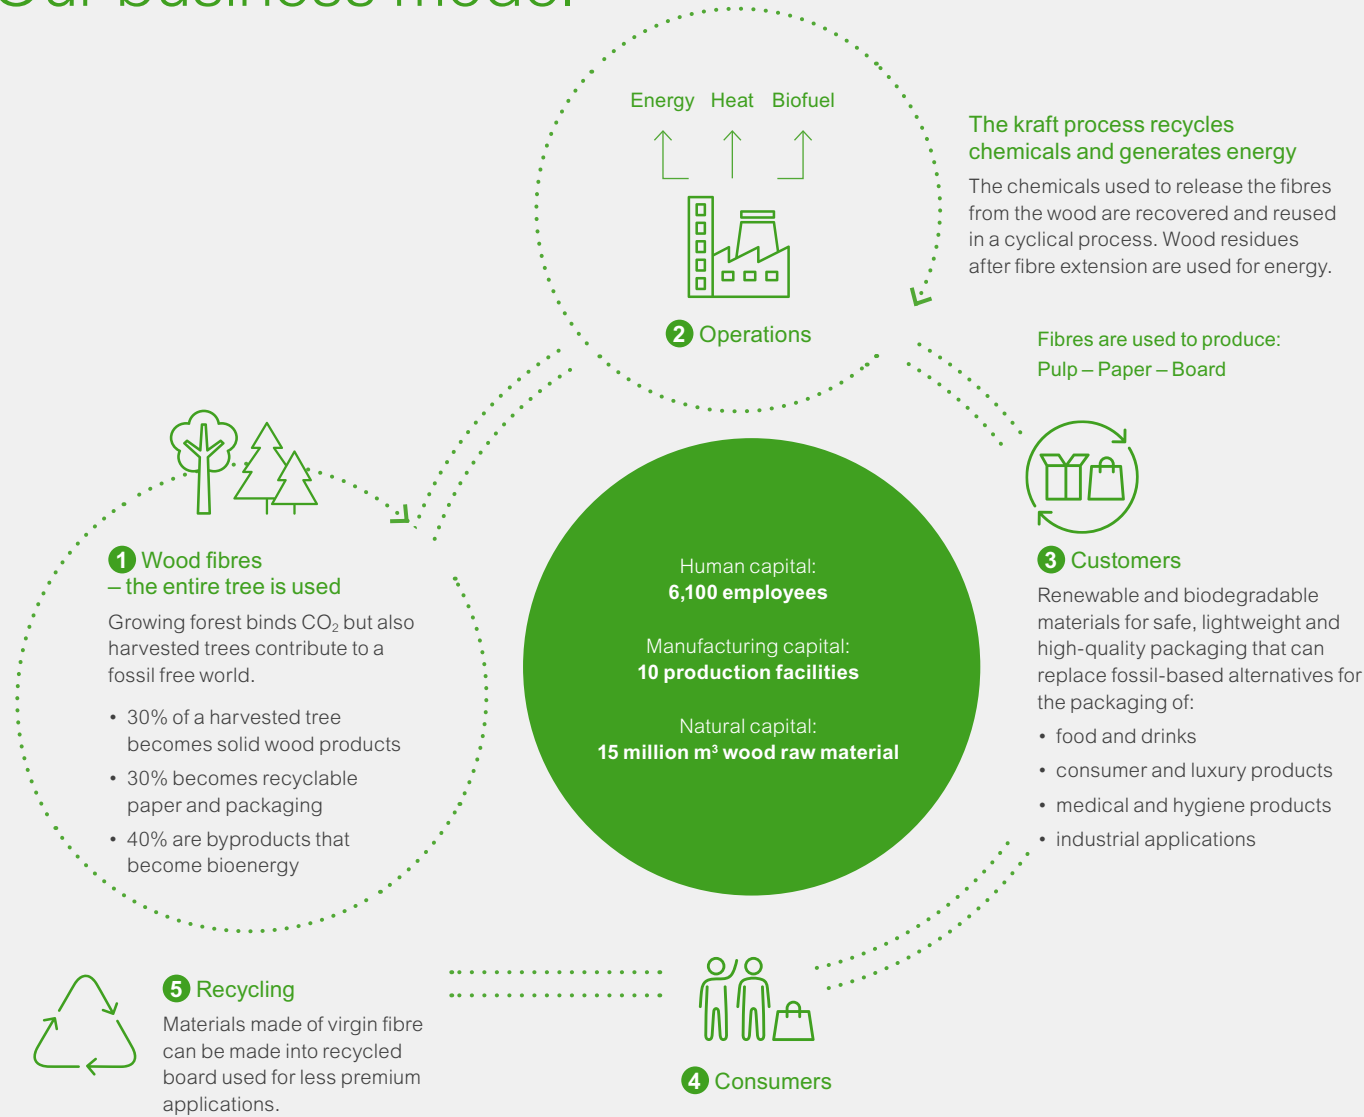 Our business model
Energy Heat Biofuel
The kraft process recycles
chemicals and generates energy
The chemicals used to release the fibres
from the wood are recovered and reused
in a cyclical process. Wood residues
after fibre extension are used for energy.
2 Operations
Fibres are used to produce:
Pulp – Paper – Board
1 Wood fibres
– the entire tree is used
Growing forest binds CO₂ but also
harvested trees contribute to a
fossil free world.
• 30% of a harvested tree
becomes solid wood products
• 30% becomes recyclable
paper and packaging
• 40% are byproducts that
become bioenergy
Human capital:
6,100 employees
Manufacturing capital:
10 production facilities
Natural capital:
15 million m³ wood raw material
3 Customers
Renewable and biodegradable
materials for safe, lightweight and
high-quality packaging that can
replace fossil-based alternatives for
the packaging of:
• food and drinks
• consumer and luxury products
• medical and hygiene products
• industrial applications
5 Recycling
Materials made of virgin fibre
can be made into recycled
board used for less premium
applications.
4 Consumers